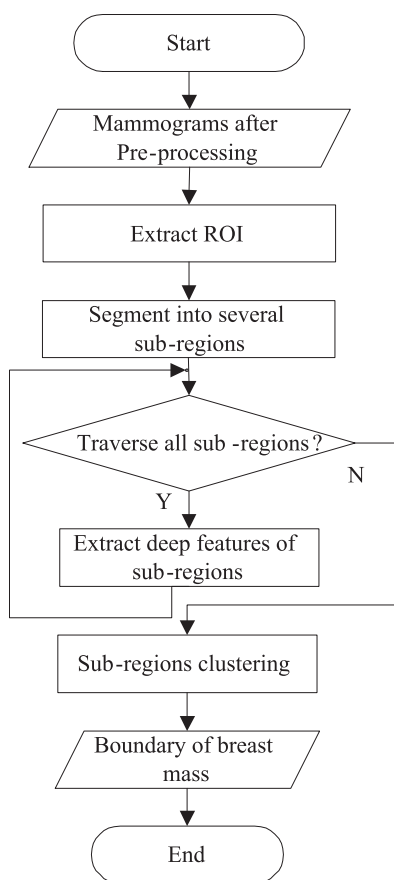 Start
Mammograms after
Pre-processing
Extract ROI
Segment into several
sub-regions
Traverse all sub-regions?
N
Y
Extract deep features of
sub-regions
Sub-regions clustering
Boundary of breast
mass
End